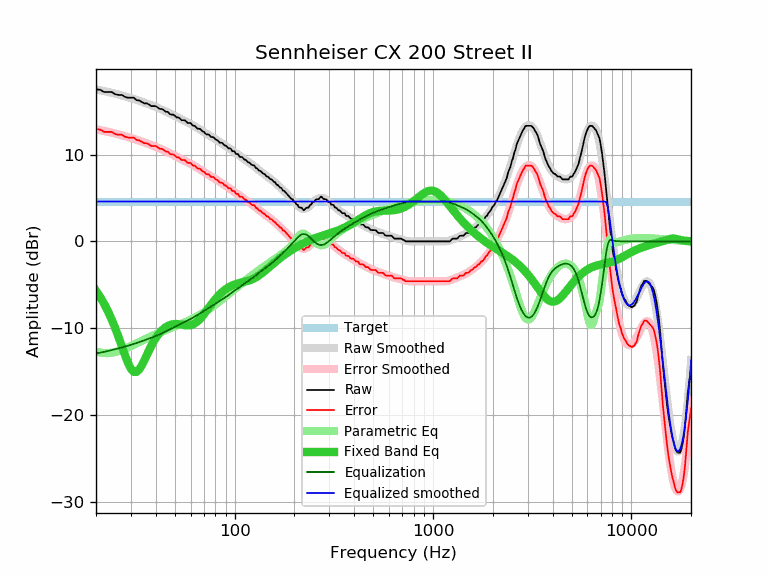 Sennheiser CX 200 Street II
Amplitude (dBr)
10
0
−10
−20
−30
Target
Raw Smoothed
Error Smoothed
Raw
Error
Parametric Eq
Fixed Band Eq
Equalization
Equalized smoothed
100
1000
10000
Frequency (Hz)